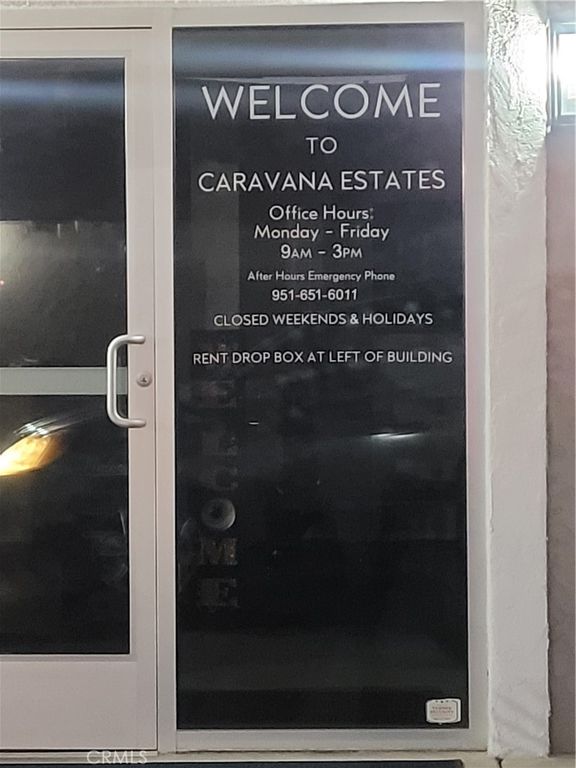 WELCOME
TO
CARAVANA ESTATES
Office Hours:
Monday - Friday
9AM - 3PM
After Hours Emergency Phone
951-651-6011
CLOSED WEEKENDS & HOLIDAYS
RENT DROP BOX AT LEFT OF BUILDING
WELCOME
CRMLS